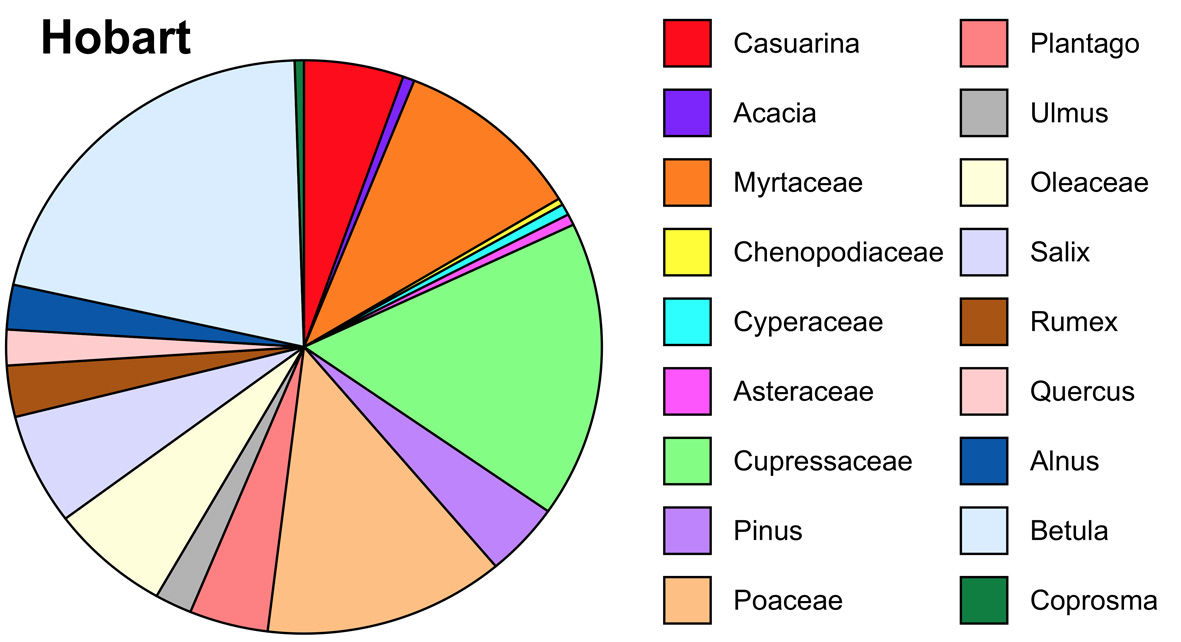 Hobart
Casuarina
Acacia
Myrtaceae
Chenopodiaceae
Cyperaceae
Asteraceae
Cupressaceae
Pinus
Poaceae
Plantago
Ulmus
Oleaceae
Salix
Rumex
Quercus
Alnus
Betula
Coprosma